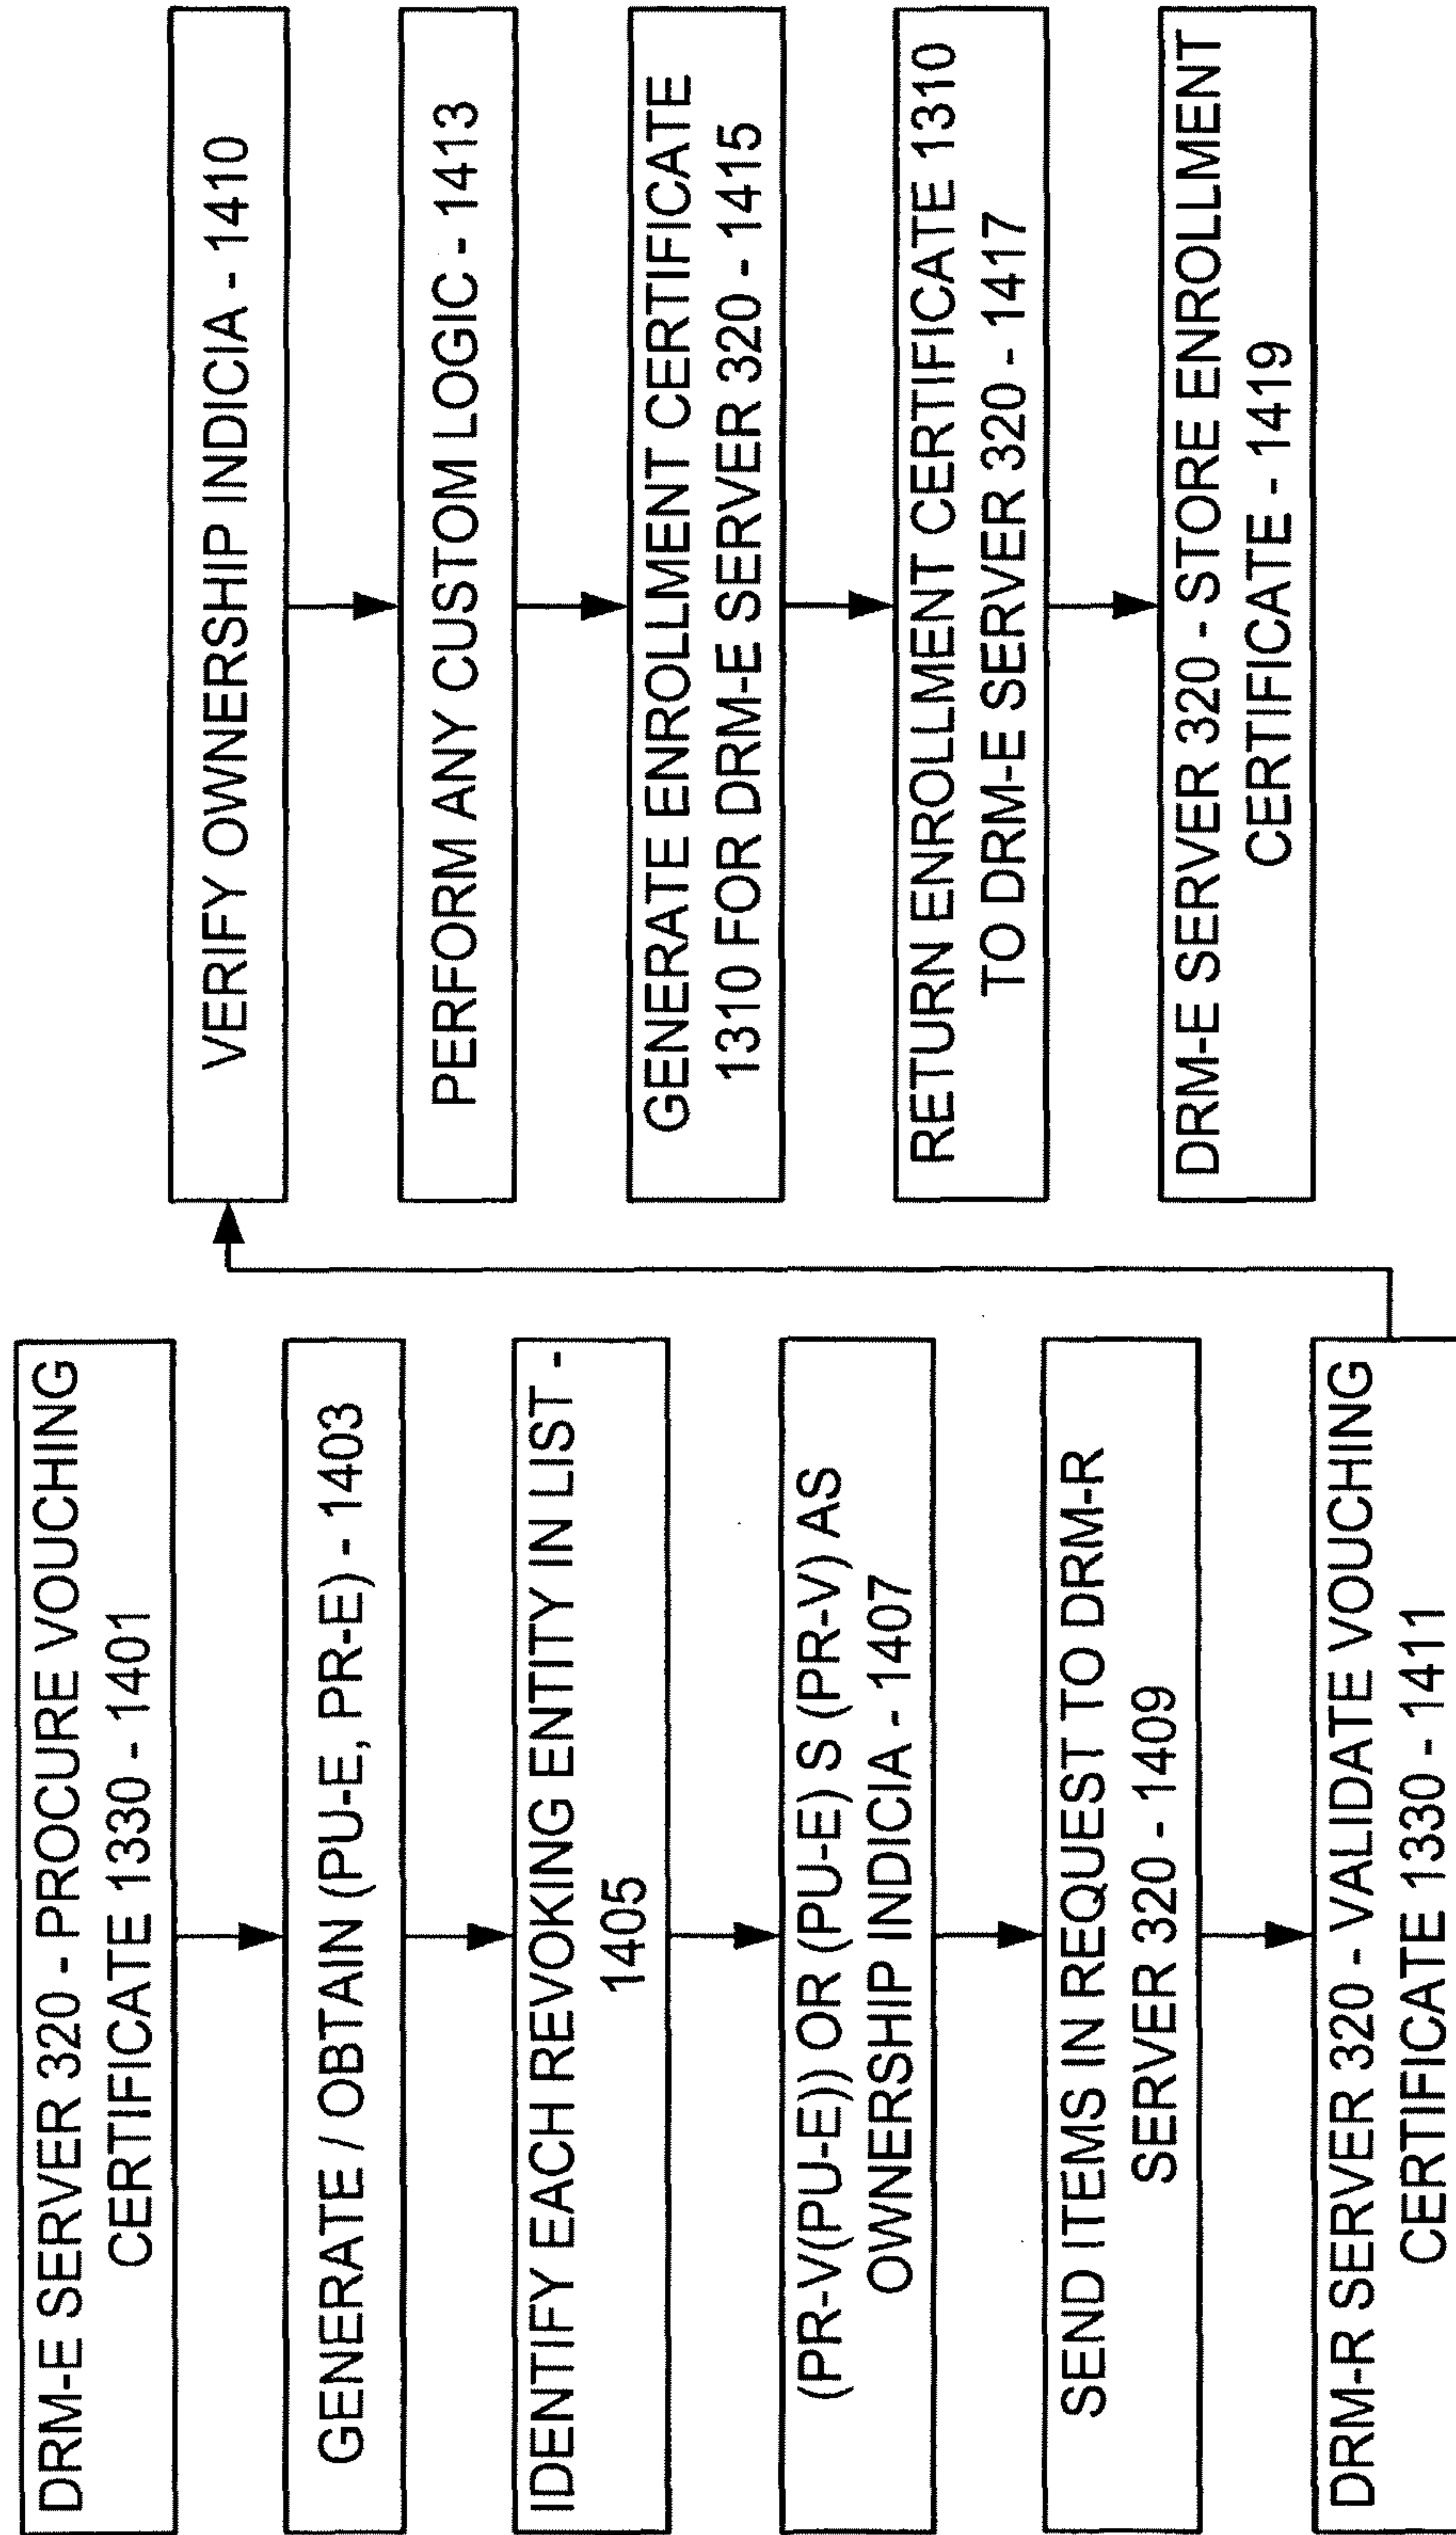 DRM-E SERVER 320 - PROCURE VOUCHING
CERTIFICATE 1330 - 1401
GENERATE / OBTAIN (PU-E, PR-E) - 1403
IDENTIFY EACH REVOKING ENTITY IN LIST -
1405
(PR-V(PU-E)) OR (PU-E) S (PR-V) AS
OWNERSHIP INDICIA - 1407
SEND ITEMS IN REQUEST TO DRM-R
SERVER 320 - 1409
DRM-R SERVER 320 - VALIDATE VOUCHING
CERTIFICATE 1330 - 1411
VERIFY OWNERSHIP INDICIA - 1410
PERFORM ANY CUSTOM LOGIC - 1413
GENERATE ENROLLMENT CERTIFICATE
1310 FOR DRM-E SERVER 320 - 1415
RETURN ENROLLMENT CERTIFICATE 1310
TO DRM-E SERVER 320 - 1417
DRM-E SERVER 320 - STORE ENROLLMENT
CERTIFICATE - 1419